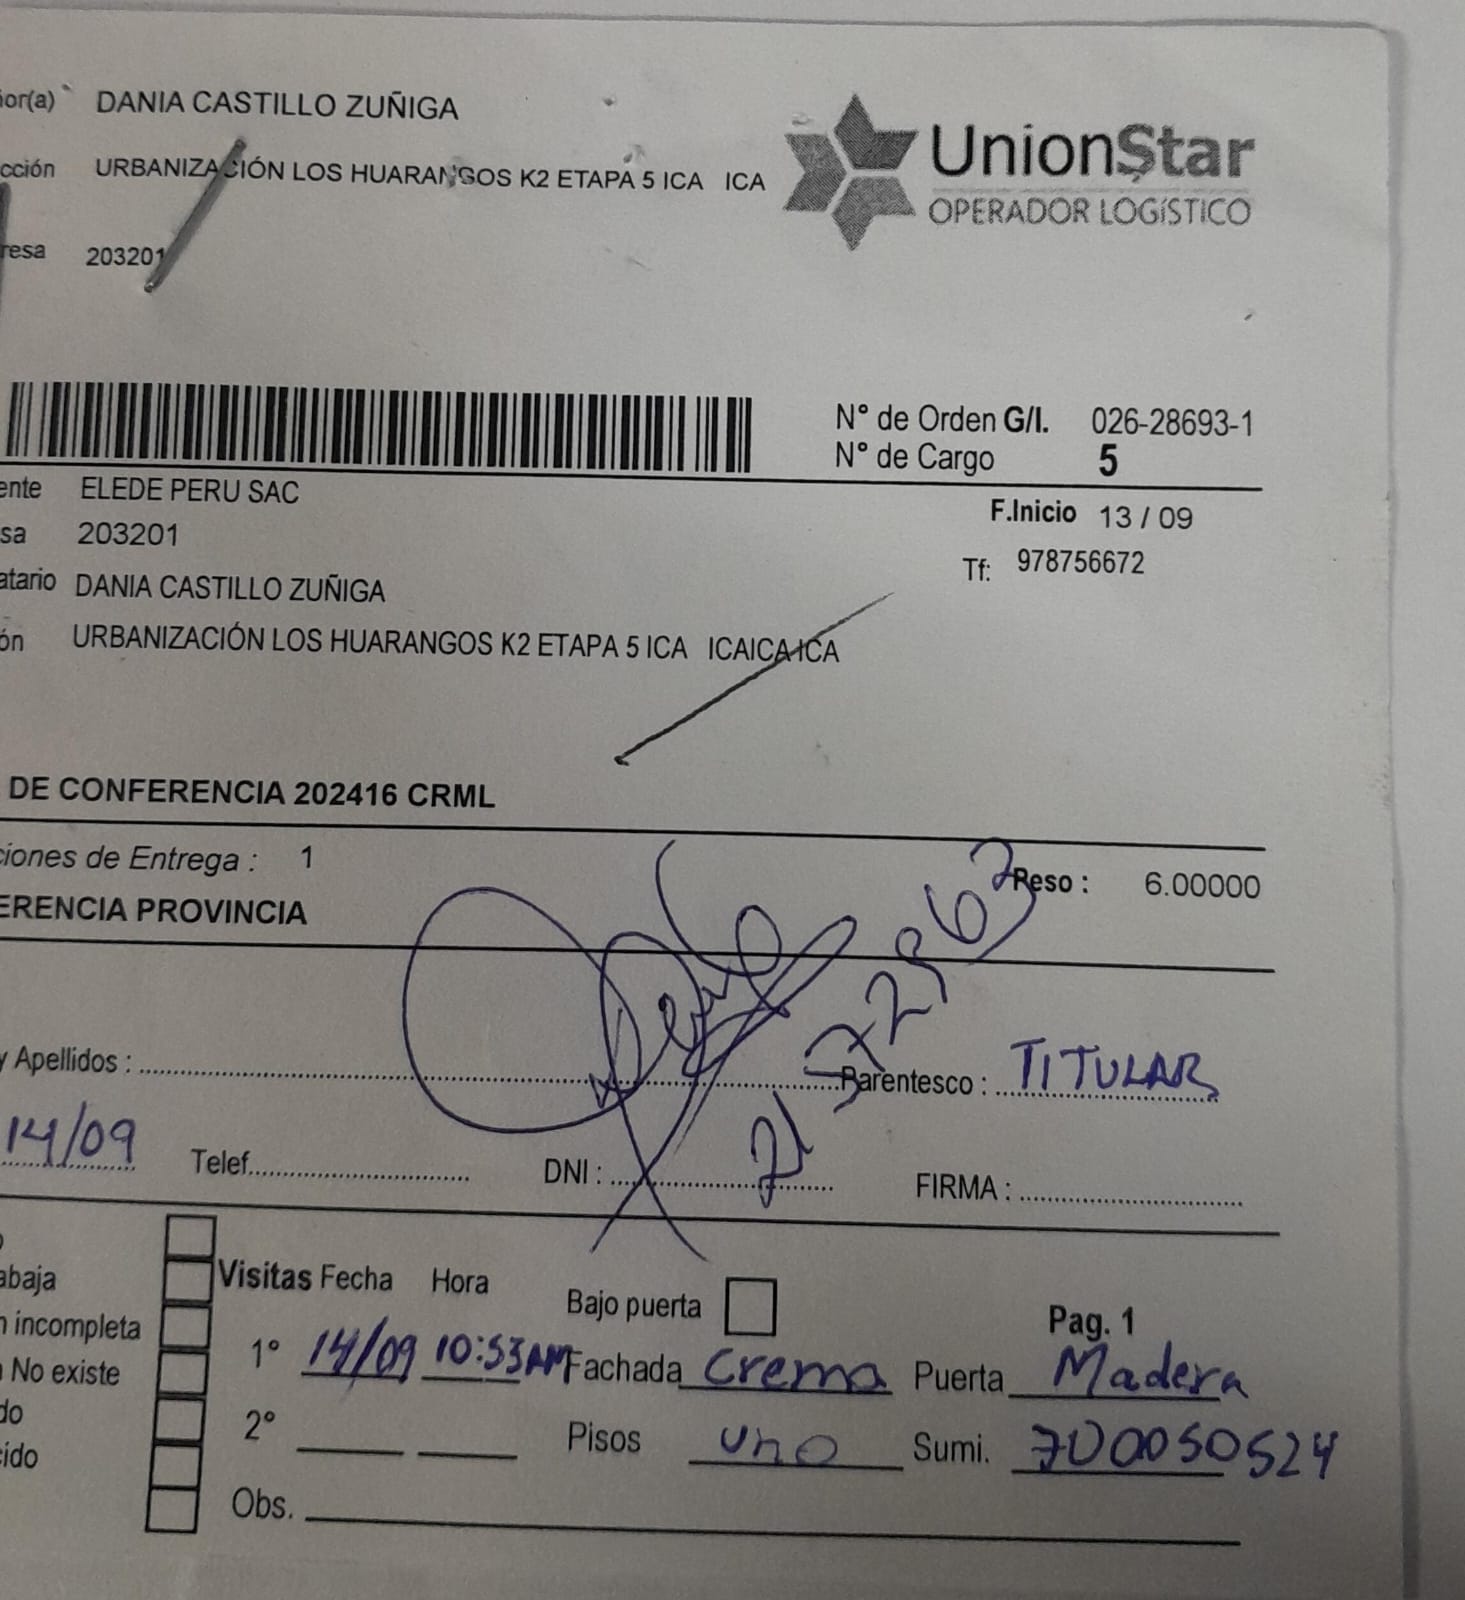 ñor(a) DANIA CASTILLO ZUÑIGA
UnionStar
OPERADOR LOGÍSTICO
cción URBANIZACIÓN LOS HUARANGOS K2 ETAPA 5 ICA ICA
resa 203201
N° de Orden G/I. 026-28693-1
N° de Cargo 5
ente ELEDE PERU SAC
F.Inicio 13 / 09
sa 203201
Tf: 978756672
atario DANIA CASTILLO ZUÑIGA
ón URBANIZACIÓN LOS HUARANGOS K2 ETAPA 5 ICA ICAICAICA
DE CONFERENCIA 202416 CRML
ciones de Entrega : 1
Peso : 6.00000
ERENCIA PROVINCIA
y Apellidos :
Parentesco : TITULAR
14/09 Telef. DNI : FIRMA :
abaja
Visitas Fecha Hora
Bajo puerta
Pag. 1
n incompleta
1° 14/09 10:53AM Fachada Crema Puerta Madera
No existe
do
2° Pisos uno Sumi. 700050524
cido
Obs.